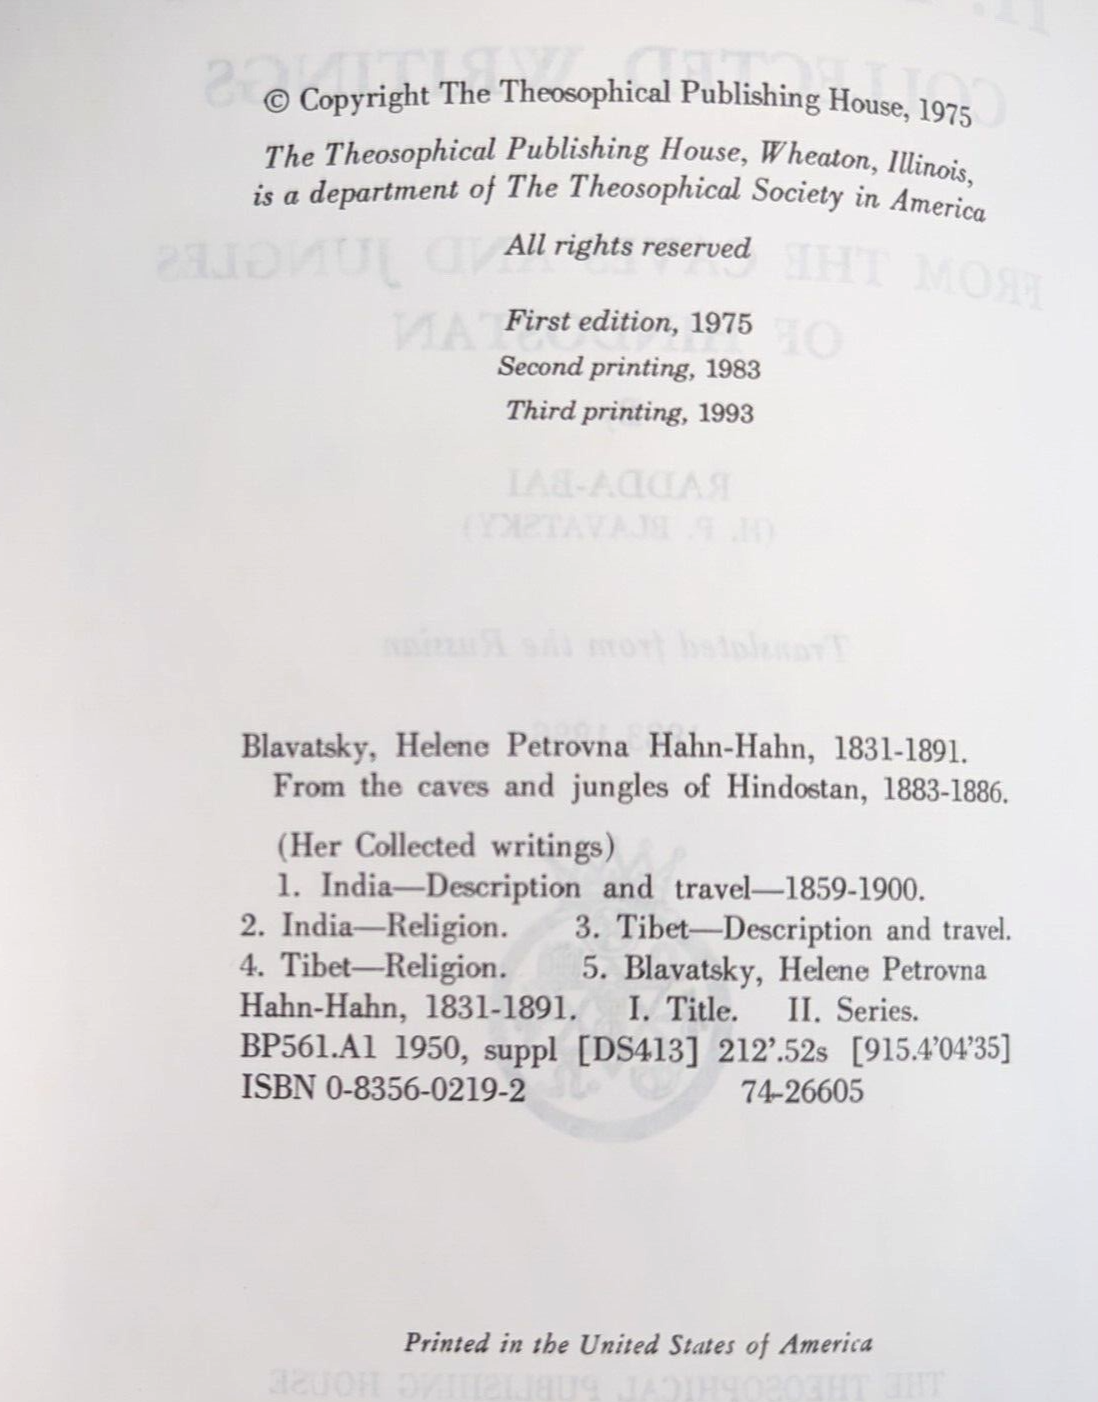 © Copyright The Theosophical Publishing House, 1975
The Theosophical Publishing House, Wheaton, Illinois,
is a department of The Theosophical Society in America
All rights reserved
First edition, 1975
Second printing, 1983
Third printing, 1993
Blavatsky, Helene Petrovna Hahn-Hahn, 1831-1891.
From the caves and jungles of Hindostan, 1883-1886.
(Her Collected writings)
1. India—Description and travel—1859-1900.
2. India—Religion. 3. Tibet—Description and travel.
4. Tibet—Religion. 5. Blavatsky, Helene Petrovna
Hahn-Hahn, 1831-1891. I. Title. II. Series.
BP561.A1 1950, suppl [DS413] 212'.52s [915.4'04'35]
ISBN 0-8356-0219-2 74-26605
Printed in the United States of America